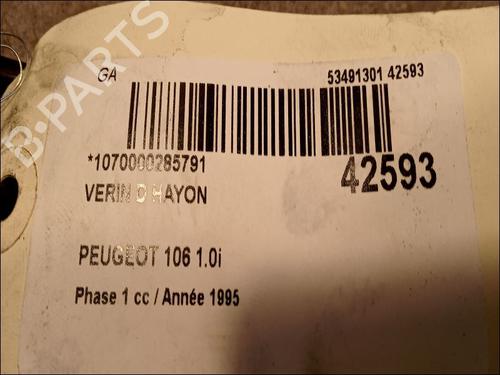 GA
53491301 42593
*1070000285791
42593
VERIN D HAYON
PEUGEOT 106 1.0i
Phase 1 cc / Année 1995
B-PARTS